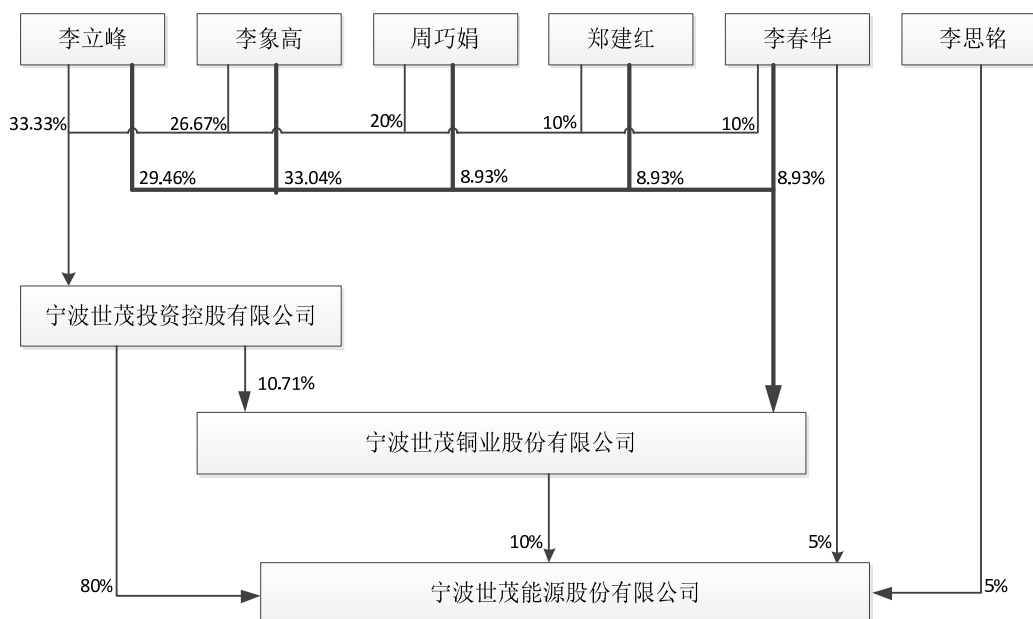 李立峰
李象高
周巧娟
郑建红
李春华
李思铭
33.33%
26.67%
20%
10%
10%
29.46%
33.04%
8.93%
8.93%
8.93%
宁波世茂投资控股有限公司
10.71%
宁波世茂铜业股份有限公司
10%
5%
80%
宁波世茂能源股份有限公司
5%